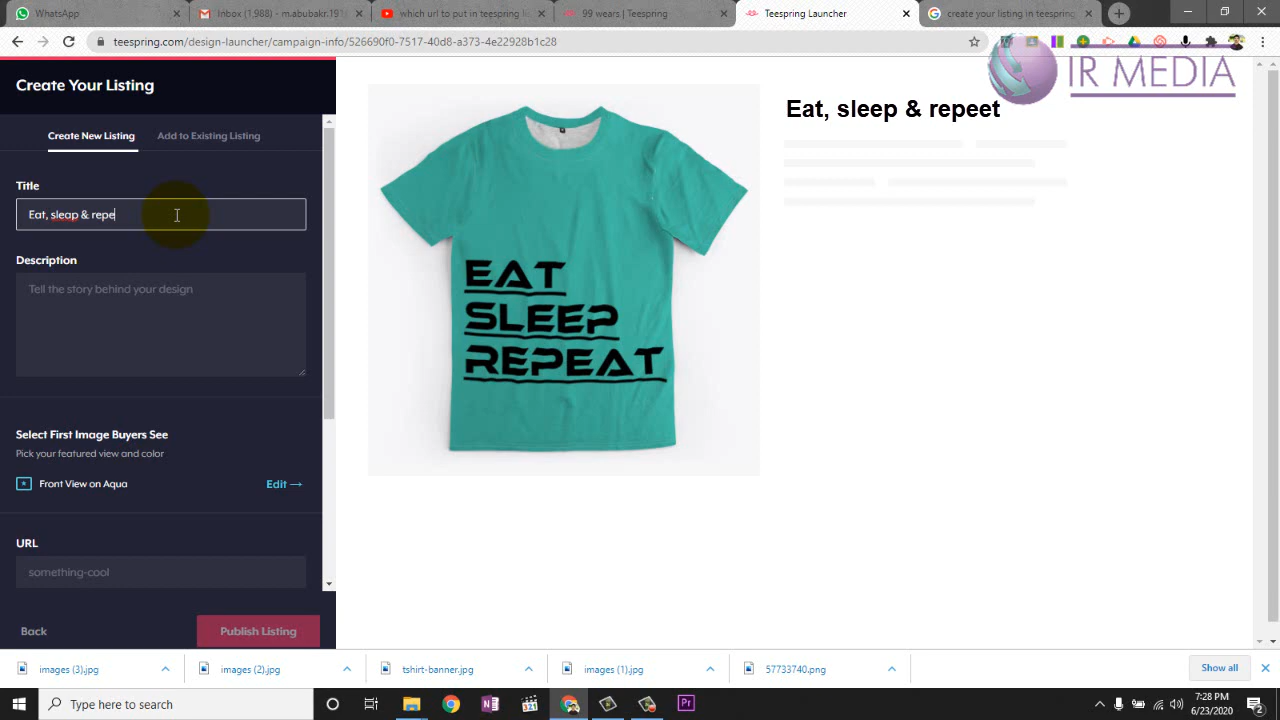 WhatsApp
Inbox (1,988) - m.abubakr.191
which url to put in teespring lis
99 wears | Teespring
Teespring Launcher
create your listing in teespring
teespring.com/design-launcher/campaign-info/526690f0-7517-40d8-a373-4e22928b1c28
IR MEDIA
Create Your Listing
Create New Listing
Add to Existing Listing
Title
Eat, sleap & repe
Description
Tell the story behind your design
Select First Image Buyers See
Pick your featured view and color
Front View on Aqua
Edit →
URL
something-cool
Back
Publish Listing
Eat, sleep & repeet
EAT
SLEEP
REPEAT
images (3).jpg
images (2).jpg
tshirt-banner.jpg
images (1).jpg
57733740.png
Show all
Type here to search
Pr
7:28 PM
6/23/2020
2